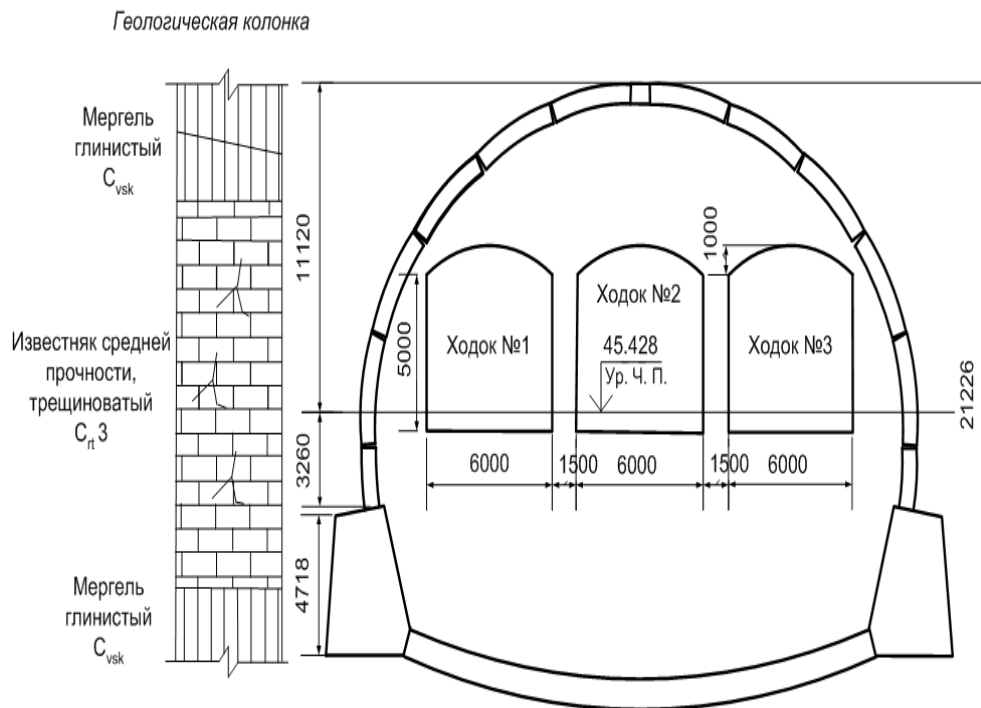 Геологическая колонка
Мергель
глинистый
C_vsk
Известняк средней
прочности,
трещиноватый
C_rt 3
Мергель
глинистый
C_vsk
11120
3260
4718
5000
1000
21226
Ходок №1
Ходок №2
45.428
Ур. Ч. П.
Ходок №3
6000
1500
6000
1500
6000